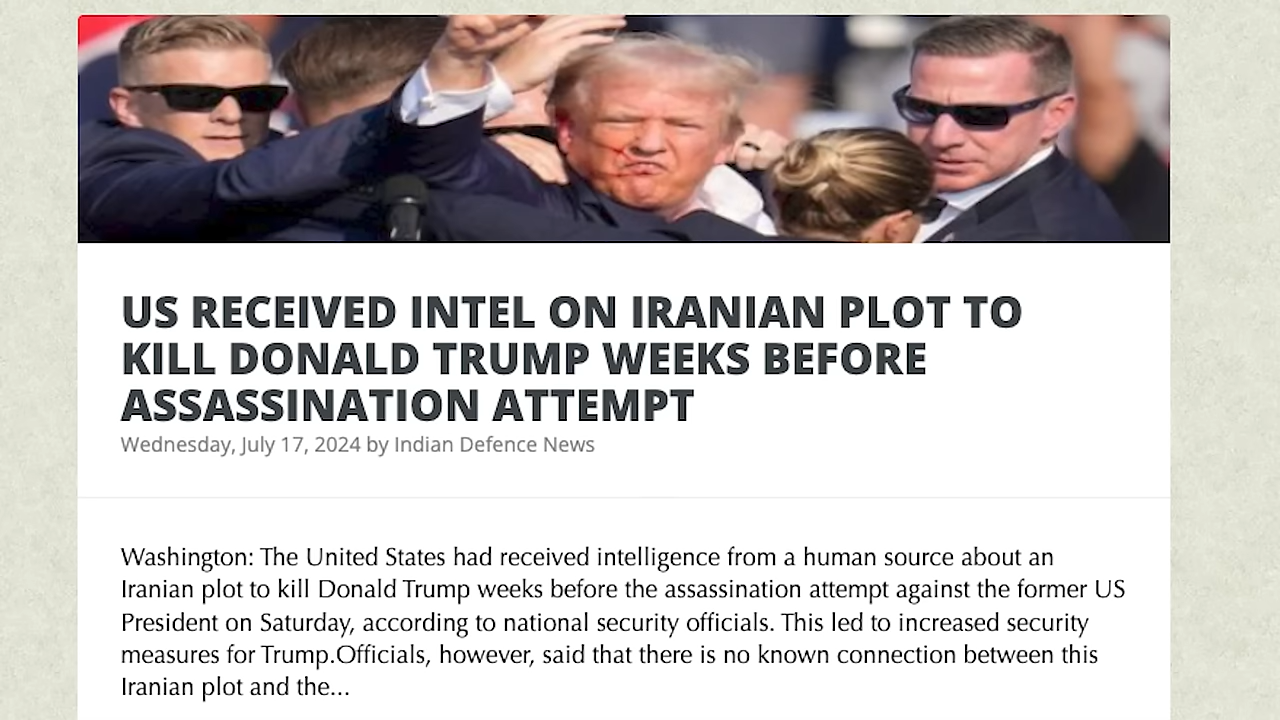 US RECEIVED INTEL ON IRANIAN PLOT TO
KILL DONALD TRUMP WEEKS BEFORE
ASSASSINATION ATTEMPT
Wednesday, July 17, 2024 by Indian Defence News
Washington: The United States had received intelligence from a human source about an
Iranian plot to kill Donald Trump weeks before the assassination attempt against the former US
President on Saturday, according to national security officials. This led to increased security
measures for Trump.Officials, however, said that there is no known connection between this
Iranian plot and the...